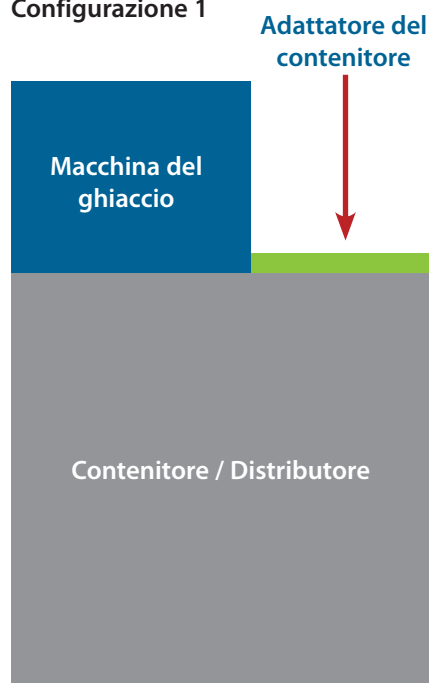 Configurazione 1
Adattatore del
contenitore
Macchina del
ghiaccio
Contenitore / Distributore